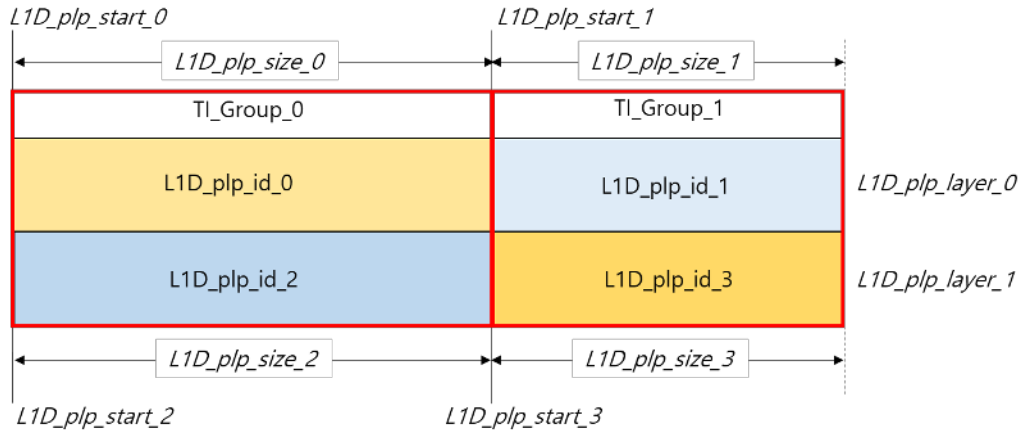 L1D_plp_start_0 L1D_plp_start_1
L1D_plp_size_0 L1D_plp_size_1
TI_Group_0 TI_Group_1
L1D_plp_id_0 L1D_plp_id_1 L1D_plp_layer_0
L1D_plp_id_2 L1D_plp_id_3 L1D_plp_layer_1
L1D_plp_size_2 L1D_plp_size_3
L1D_plp_start_2 L1D_plp_start_3